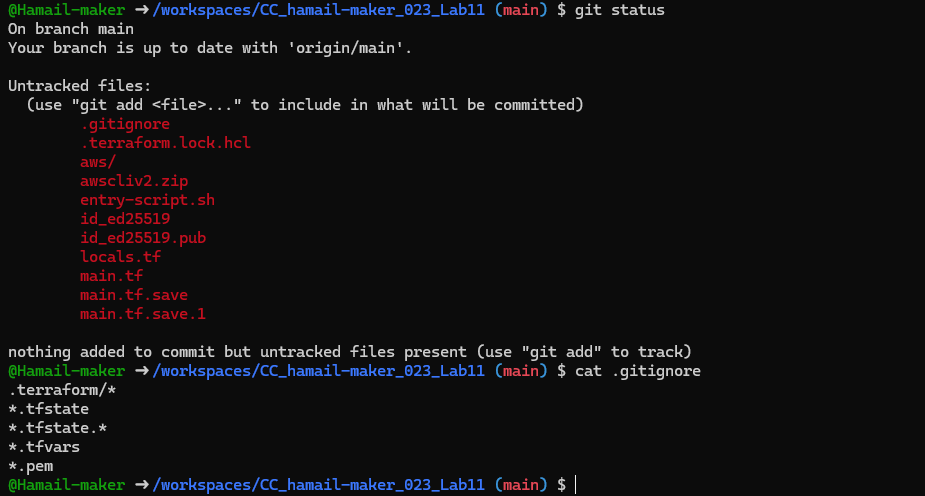 @Hamail-maker ➜ /workspaces/CC_hamail-maker_023_Lab11 (main) $ git status
On branch main
Your branch is up to date with 'origin/main'.
Untracked files:
(use "git add <file>..." to include in what will be committed)
.gitignore
.terraform.lock.hcl
aws/
awscliv2.zip
entry-script.sh
id_ed25519
id_ed25519.pub
locals.tf
main.tf
main.tf.save
main.tf.save.1
nothing added to commit but untracked files present (use "git add" to track)
@Hamail-maker ➜ /workspaces/CC_hamail-maker_023_Lab11 (main) $ cat .gitignore
.terraform/*
*.tfstate
*.tfstate.*
*.tfvars
*.pem
@Hamail-maker ➜ /workspaces/CC_hamail-maker_023_Lab11 (main) $